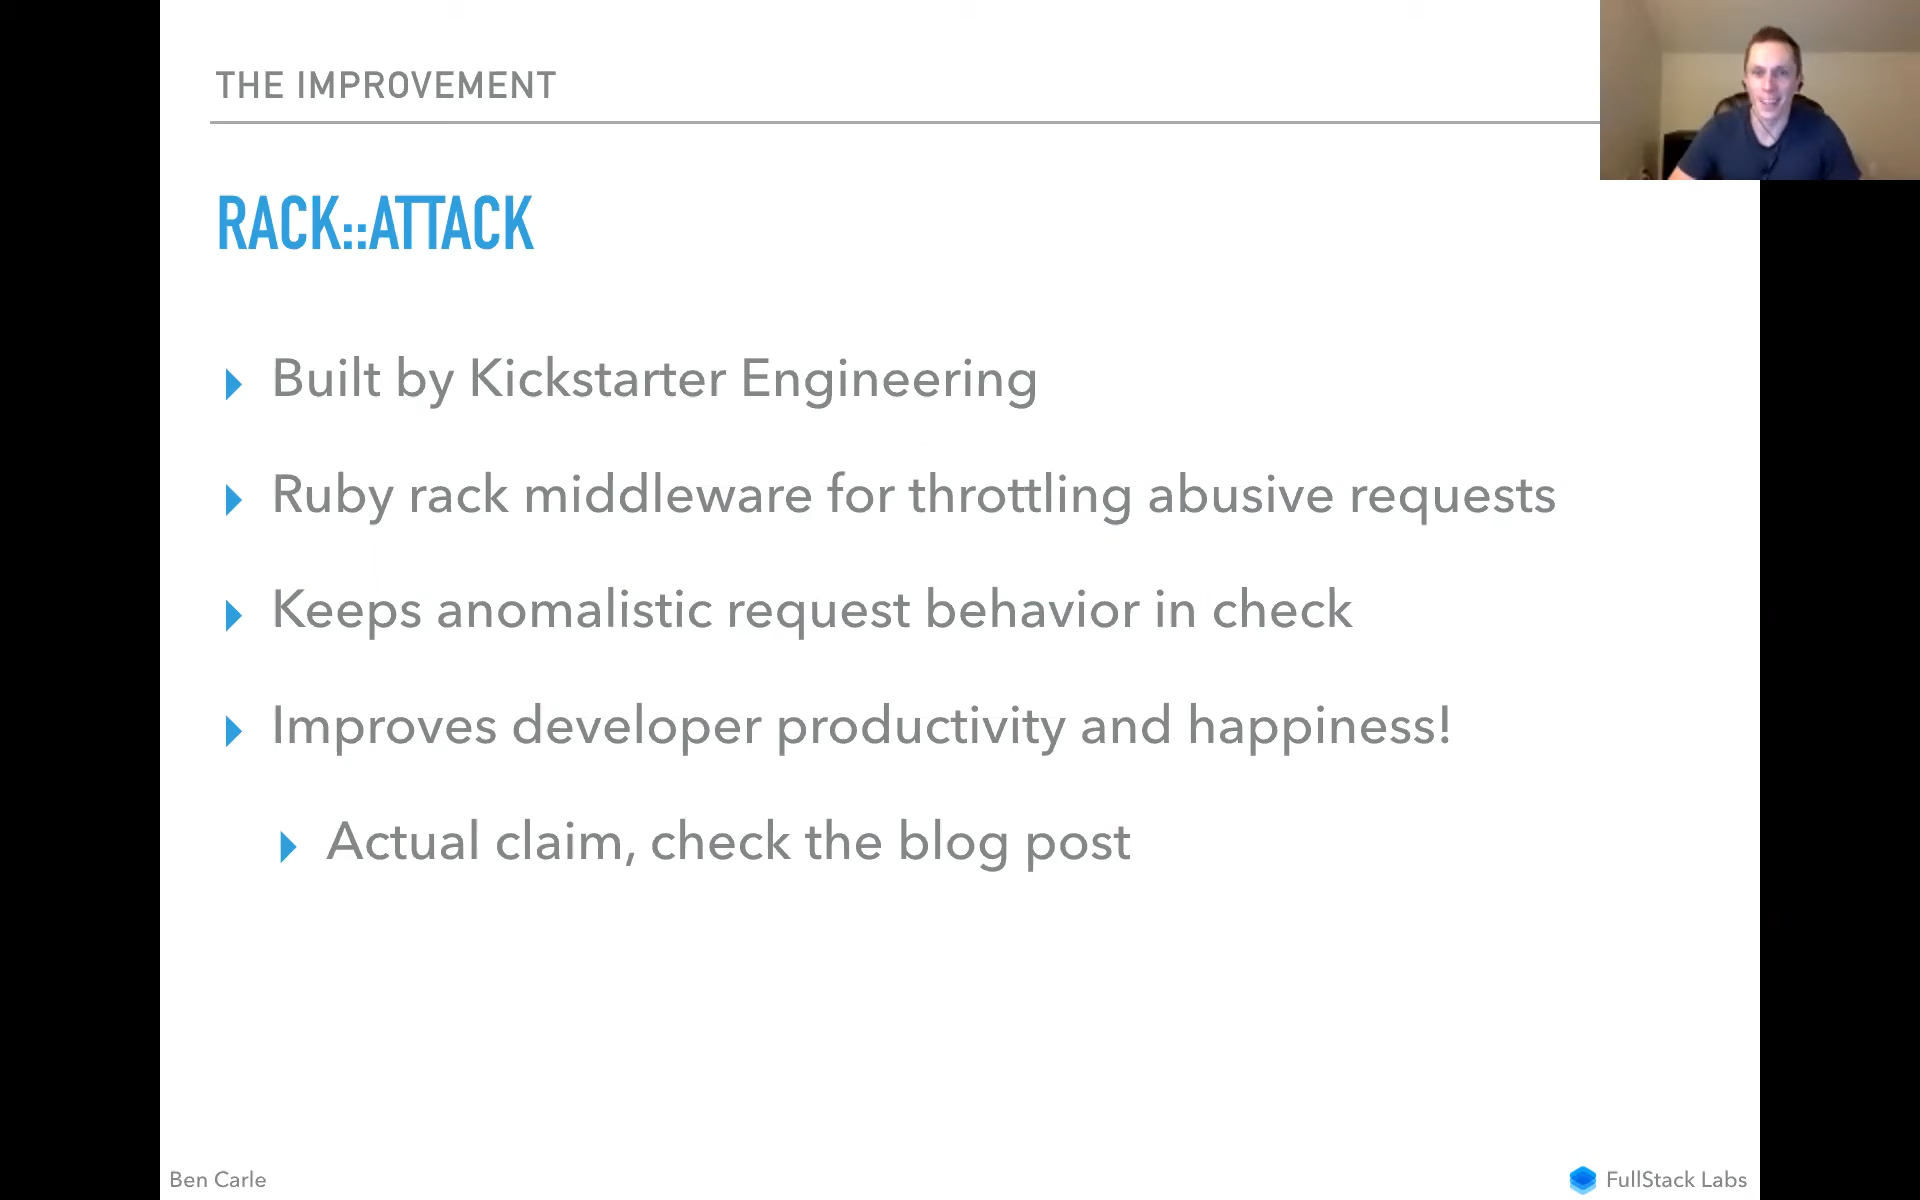 THE IMPROVEMENT
RACK::ATTACK
Built by Kickstarter Engineering
Ruby rack middleware for throttling abusive requests
Keeps anomalistic request behavior in check
Improves developer productivity and happiness!
Actual claim, check the blog post
Ben Carle
FullStack Labs